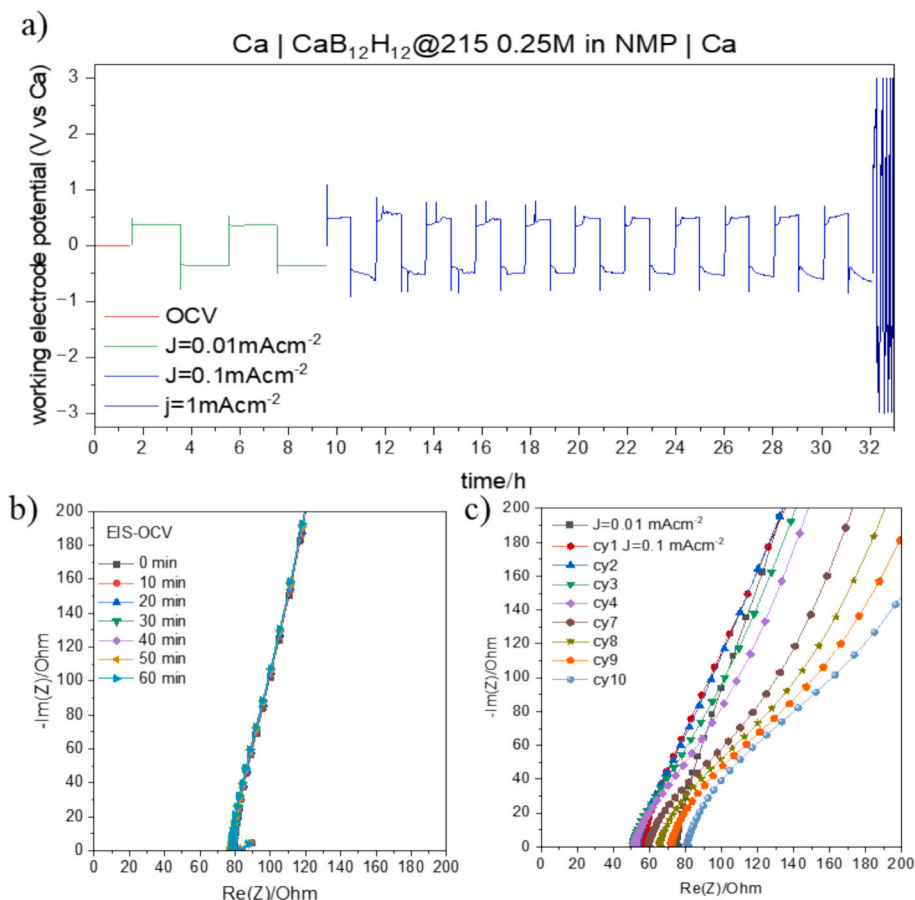 a)
Ca | CaB₁₂H₁₂@215 0.25M in NMP | Ca
working electrode potential (V vs Ca)
3
2
1
0
−1
−2
−3
OCV
J=0.01mAcm⁻²
J=0.1mAcm⁻²
j=1mAcm⁻²
0 2 4 6 8 10 12 14 16 18 20 22 24 26 28 30 32
time/h
b)
-Im(Z)/Ohm
200
180
160
140
120
100
80
60
40
20
0
EIS-OCV
0 min
10 min
20 min
30 min
40 min
50 min
60 min
0 20 40 60 80 100 120 140 160 180 200
Re(Z)/Ohm
c)
-Im(Z)/Ohm
200
180
160
140
120
100
80
60
40
20
0
J=0.01 mAcm⁻²
cy1 J=0.1 mAcm⁻²
cy2
cy3
cy4
cy7
cy8
cy9
cy10
0 20 40 60 80 100 120 140 160 180 200
Re(Z)/Ohm